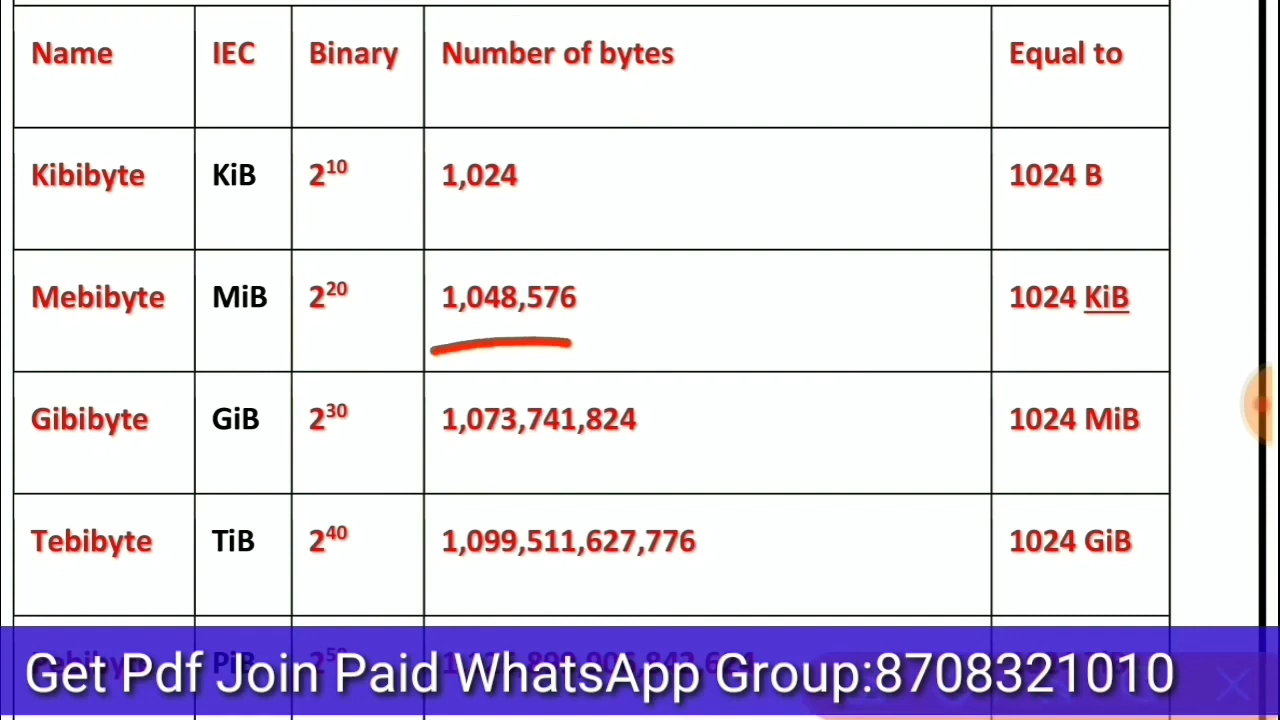 Name IEC Binary Number of bytes Equal to
Kibibyte KiB 2¹⁰ 1,024 1024 B
Mebibyte MiB 2²⁰ 1,048,576 1024 KiB
Gibibyte GiB 2³⁰ 1,073,741,824 1024 MiB
Tebibyte TiB 2⁴⁰ 1,099,511,627,776 1024 GiB
Get Pdf Join Paid WhatsApp Group:8708321010